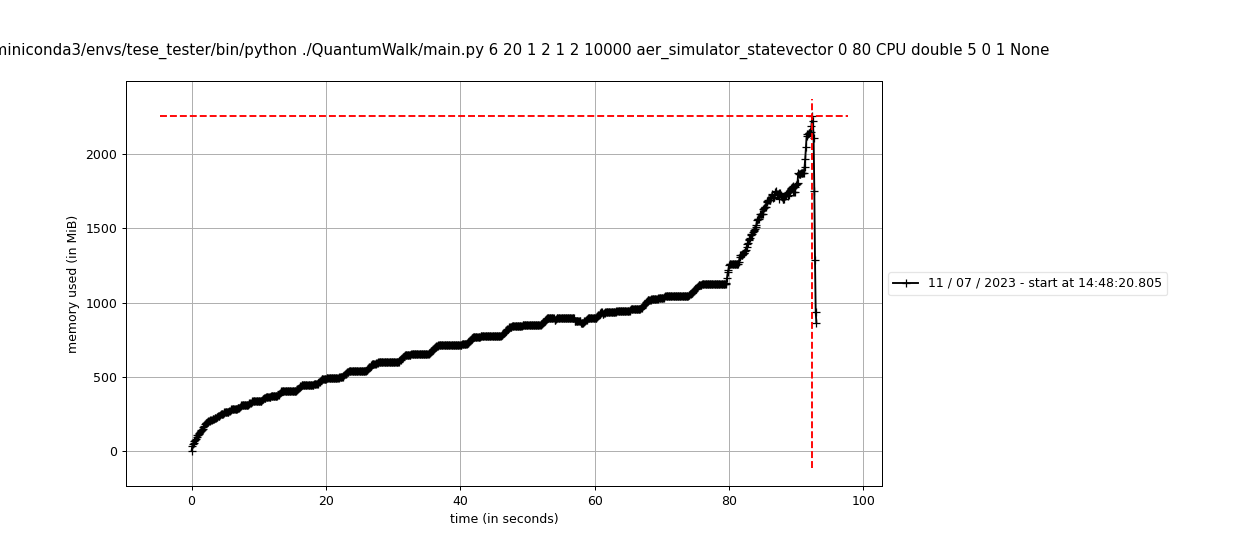 miniconda3/envs/tese_tester/bin/python ./QuantumWalk/main.py 6 20 1 2 1 2 10000 aer_simulator_statevector 0 80 CPU double 5 0 1 None
2000
1500
1000
500
0
memory used (in MiB)
0 20 40 60 80 100
time (in seconds)
11 / 07 / 2023 - start at 14:48:20.805